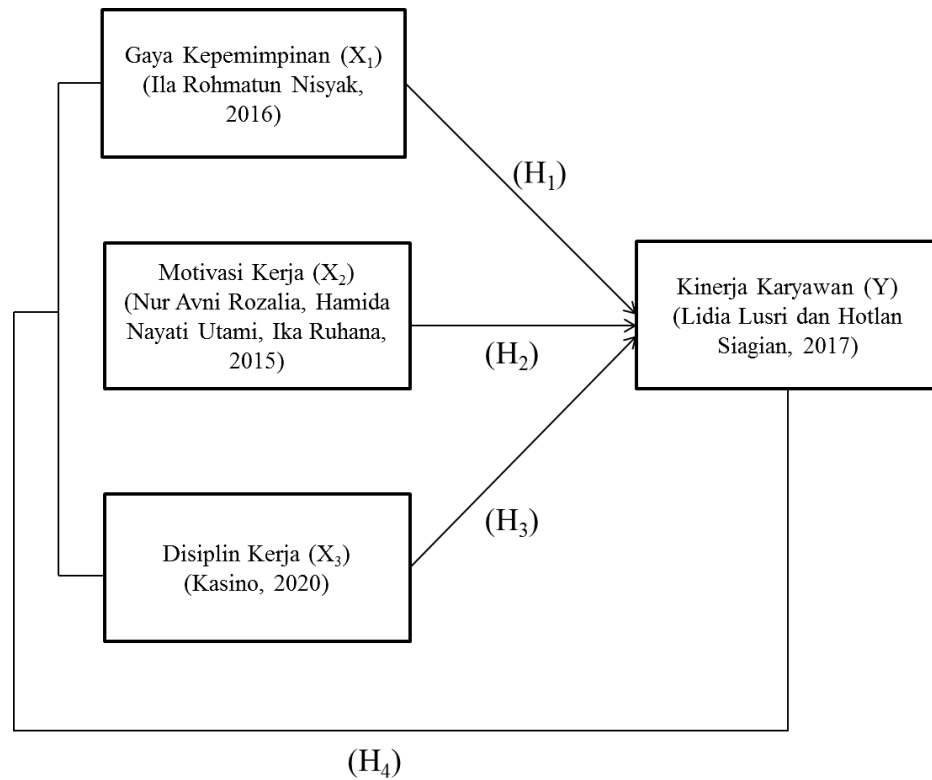 Gaya Kepemimpinan (X₁)
(Ila Rohmatun Nisyak,
2016)
(H₁)
Motivasi Kerja (X₂)
(Nur Avni Rozalia, Hamida
Nayati Utami, Ika Ruhana,
2015)
(H₂)
Kinerja Karyawan (Y)
(Lidia Lusri dan Hotlan
Siagian, 2017)
(H₃)
Disiplin Kerja (X₃)
(Kasino, 2020)
(H₄)